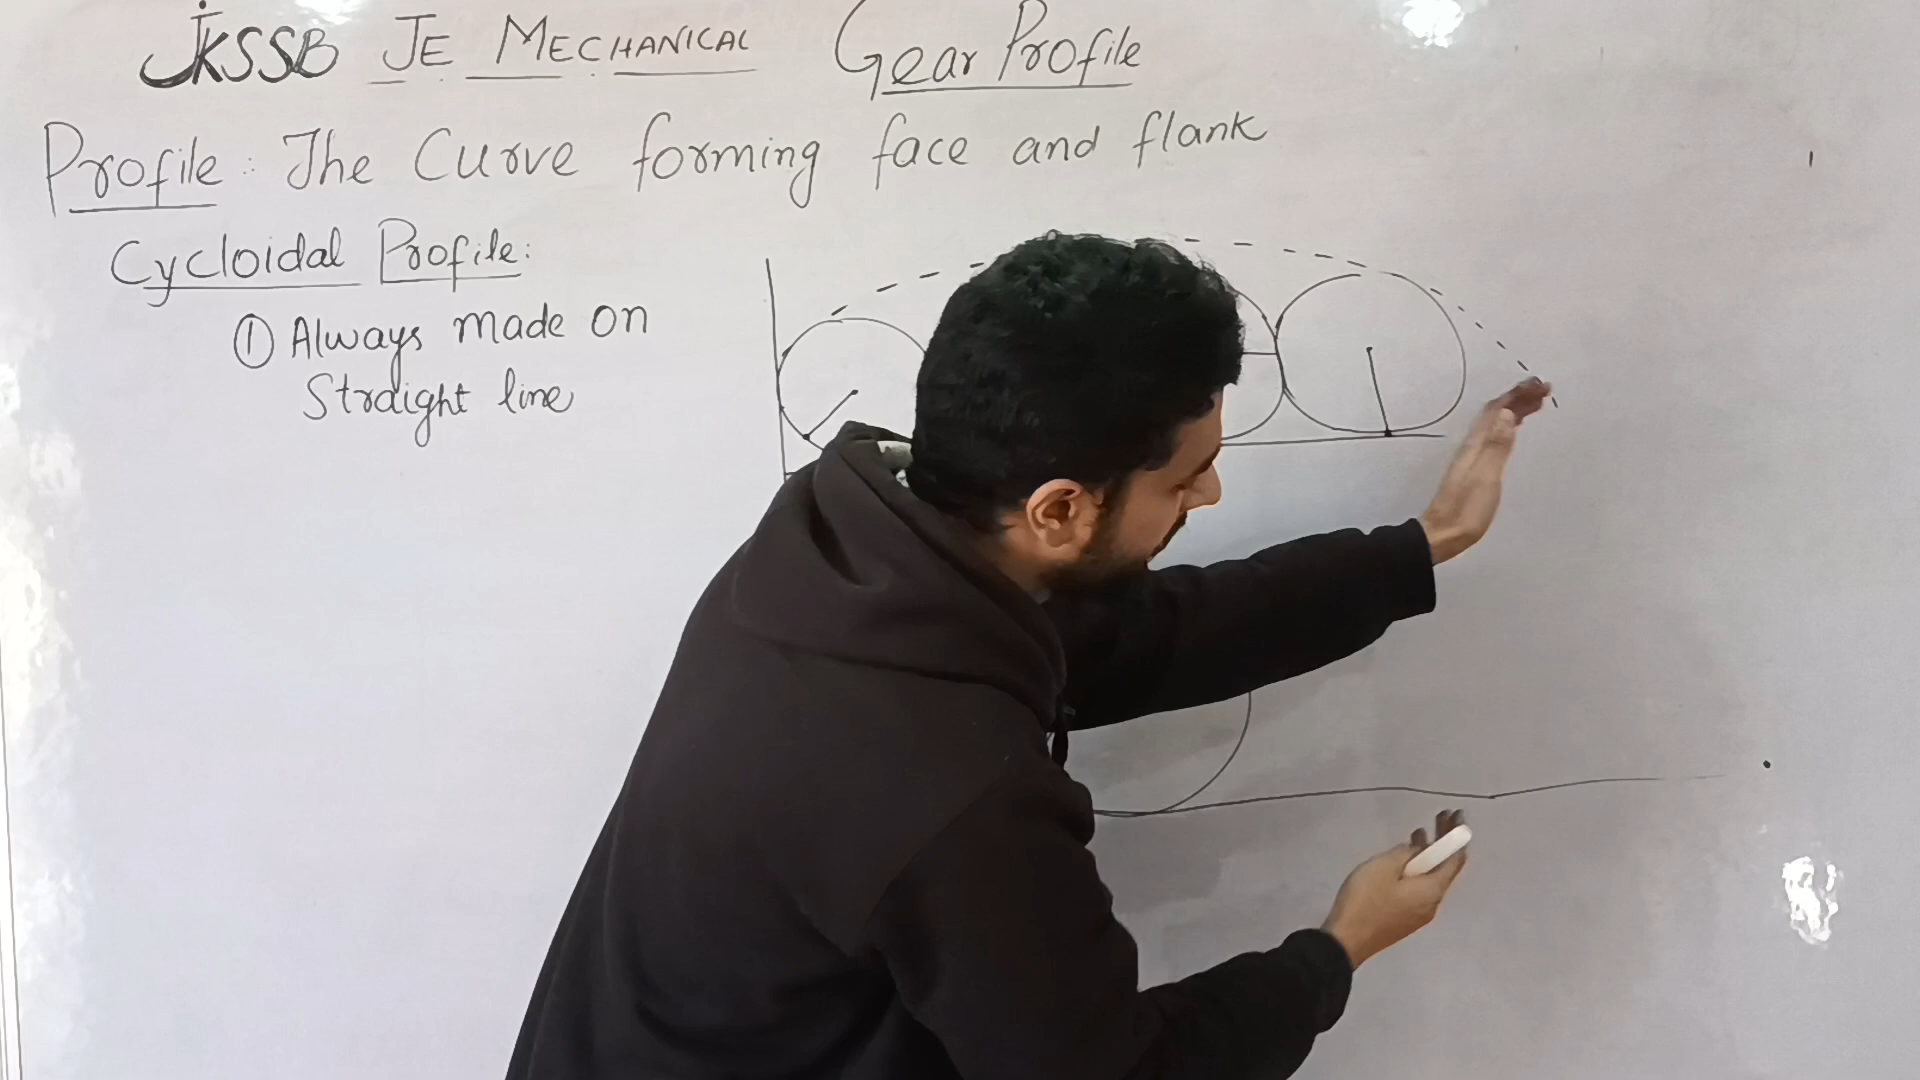 JKSSB JE MECHANICAL Gear Profile
Profile: The Curve forming face and flank
Cycloidal Profile:
① Always made on
Straight line